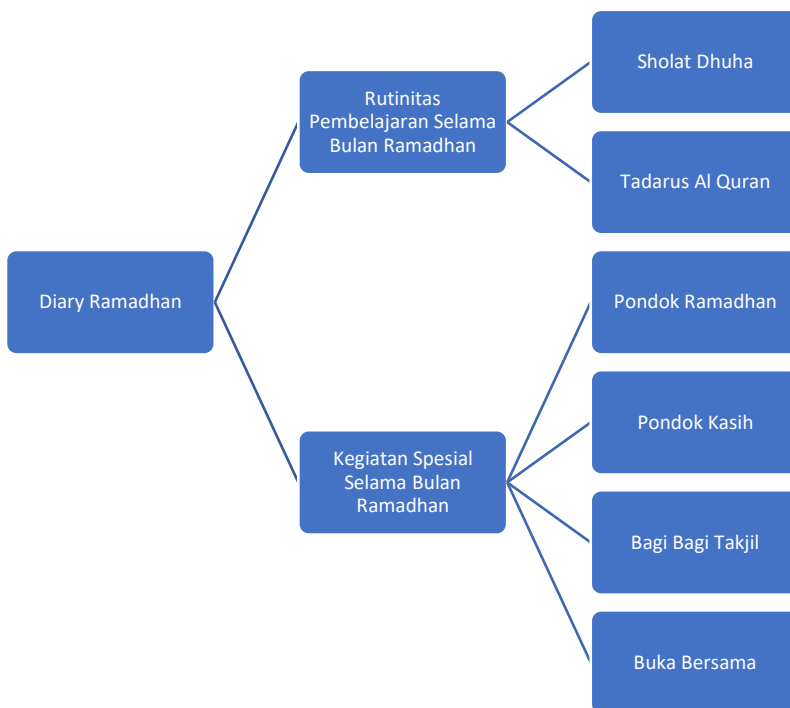 Diary Ramadhan
Rutinitas
Pembelajaran Selama
Bulan Ramadhan
Sholat Dhuha
Tadarus Al Quran
Kegiatan Spesial
Selama Bulan
Ramadhan
Pondok Ramadhan
Pondok Kasih
Bagi Bagi Takjil
Buka Bersama